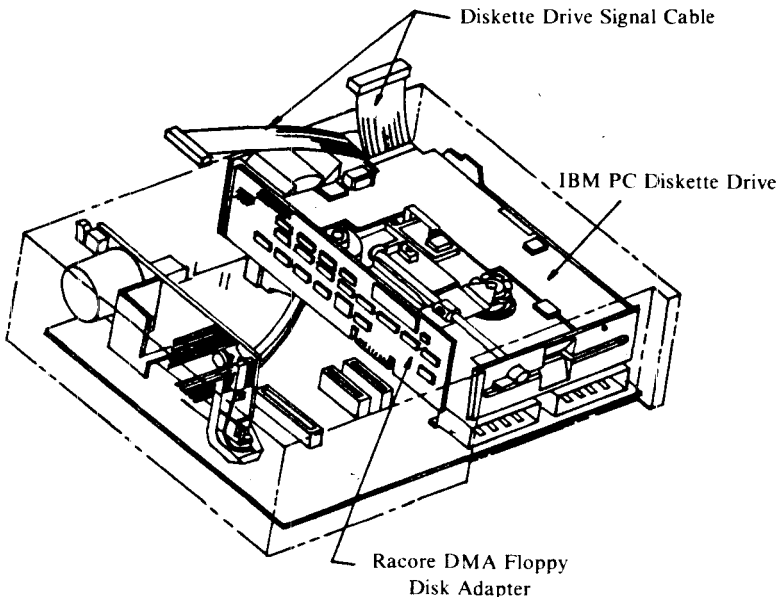 Diskette Drive Signal Cable
IBM PC Diskette Drive
Racore DMA Floppy
Disk Adapter